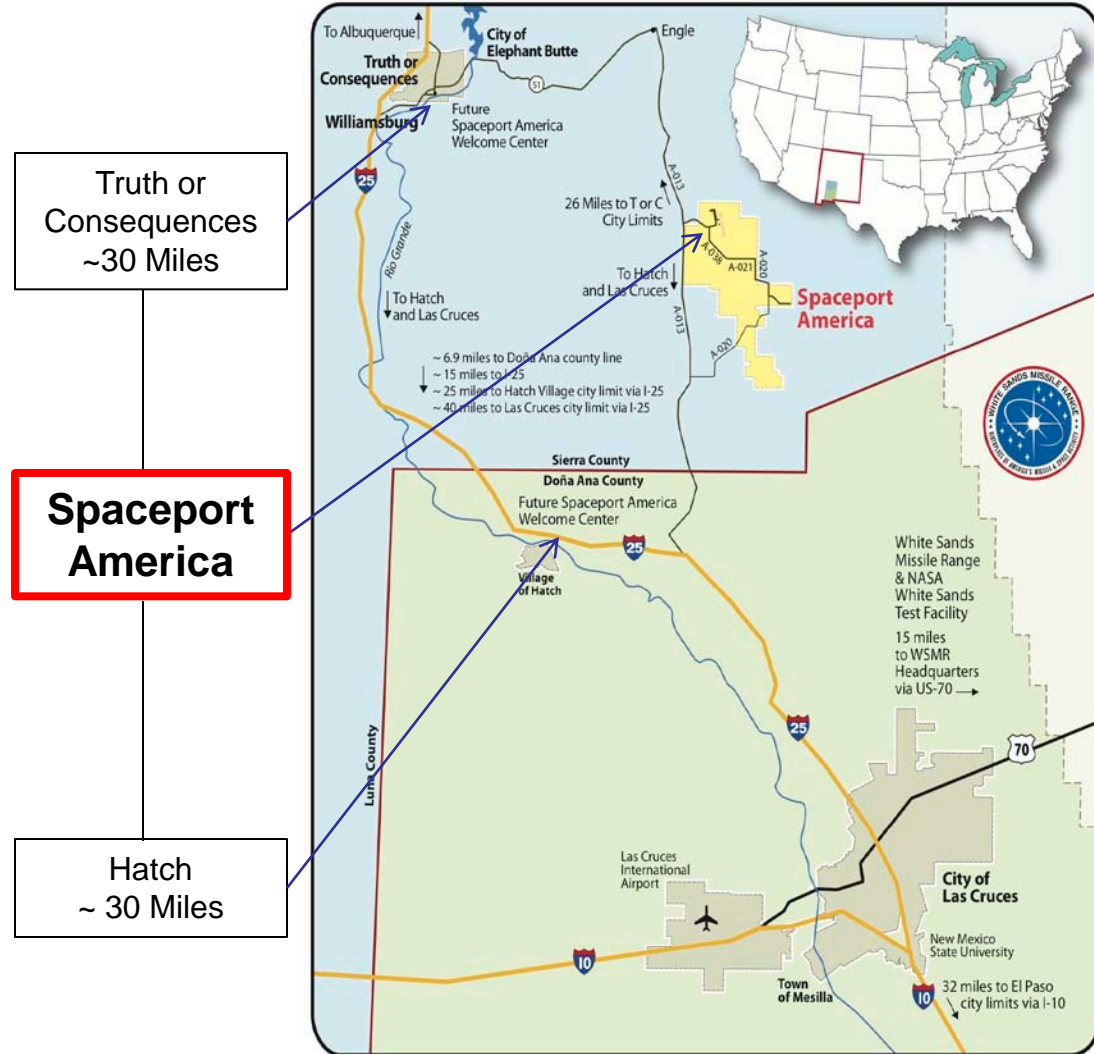 Truth or
Consequences
~30 Miles
Spaceport
America
Hatch
~ 30 Miles
To Albuquerque
City of
Elephant Butte
Engle
Truth or
Consequences
51
Williamsburg
Future
Spaceport America
Welcome Center
25
A-013
26 Miles to T or C
City Limits
Rio Grande
A-038
A-021
A-020
To Hatch
and Las Cruces
To Hatch
and Las Cruces
Spaceport
America
A-013
A-020
~ 6.9 miles to Doña Ana county line
~ 15 miles to I-25
~ 25 miles to Hatch Village city limit via I-25
~ 40 miles to Las Cruces city limit via I-25
WHITE SANDS MISSILE RANGE
Sierra County
Doña Ana County
Future Spaceport America
Welcome Center
25
Village
of Hatch
White Sands
Missile Range
& NASA
White Sands
Test Facility
15 miles
to WSMR
Headquarters
via US-70
25
70
Luna County
Las Cruces
International
Airport
City of
Las Cruces
New Mexico
State University
10
Town
of Mesilla
10
32 miles to El Paso
city limits via I-10